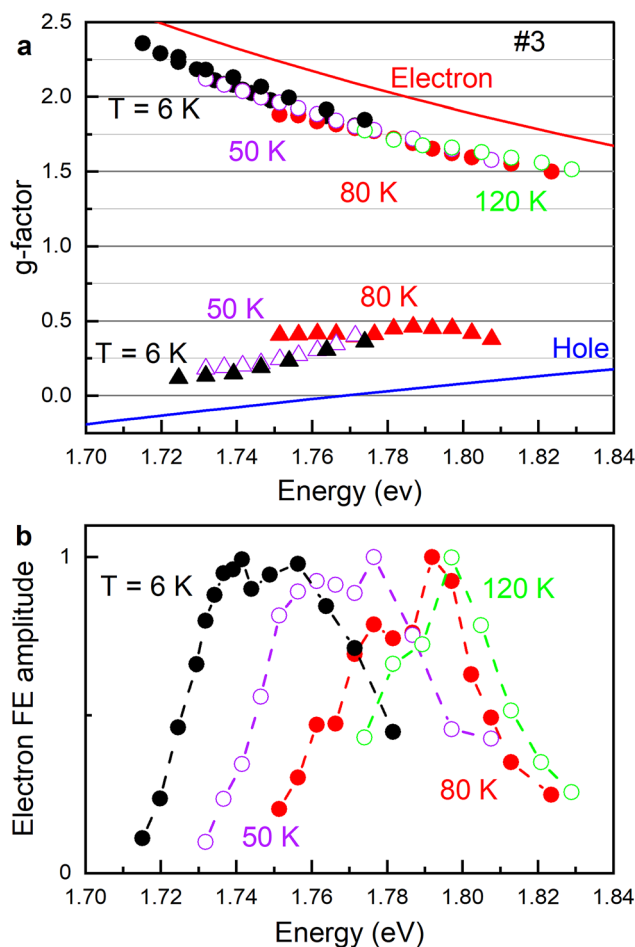 a
#3
2.5
2.0
1.5
1.0
0.5
0.0
g-factor
Electron
T = 6 K
50 K
80 K
120 K
50 K
80 K
T = 6 K
Hole
1.70 1.72 1.74 1.76 1.78 1.80 1.82 1.84
Energy (ev)
b
1
0
Electron FE amplitude
T = 6 K
120 K
50 K
80 K
1.70 1.72 1.74 1.76 1.78 1.80 1.82 1.84
Energy (eV)